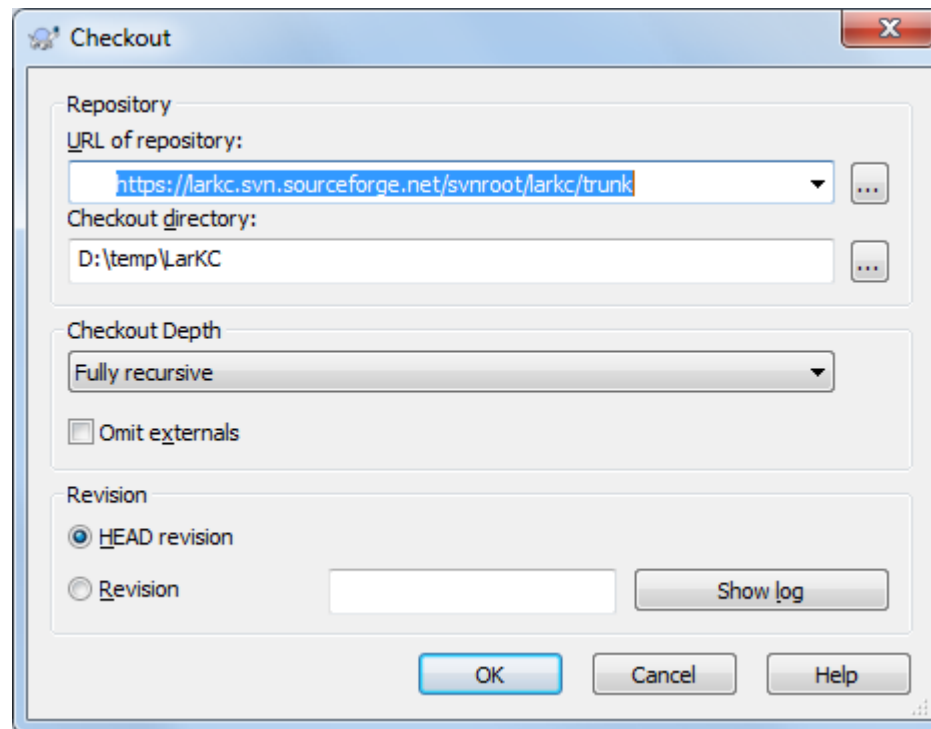 Checkout
Repository
URL of repository:
https://larkc.svn.sourceforge.net/svnroot/larkc/trunk
...
Checkout directory:
D:\temp\LarKC
...
Checkout Depth
Fully recursive
Omit externals
Revision
HEAD revision
Revision
Show log
OK Cancel Help